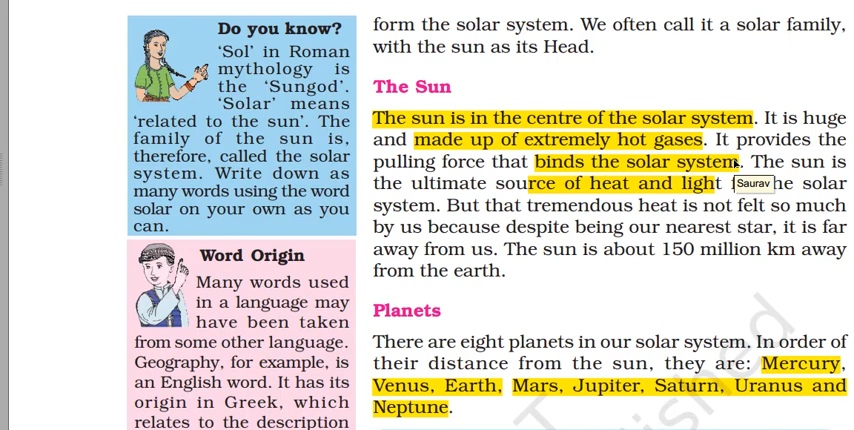 Do you know?
‘Sol’ in Roman
mythology is
the ‘Sungod’.
‘Solar’ means
‘related to the sun’. The
family of the sun is,
therefore, called the solar
system. Write down as
many words using the word
solar on your own as you
can.
Word Origin
Many words used
in a language may
have been taken
from some other language.
Geography, for example, is
an English word. It has its
origin in Greek, which
relates to the description
form the solar system. We often call it a solar family,
with the sun as its Head.
The Sun
The sun is in the centre of the solar system. It is huge
and made up of extremely hot gases. It provides the
pulling force that binds the solar system. The sun is
the ultimate source of heat and light he solar
Saurav
system. But that tremendous heat is not felt so much
by us because despite being our nearest star, it is far
away from us. The sun is about 150 million km away
from the earth.
Planets
There are eight planets in our solar system. In order of
their distance from the sun, they are: Mercury,
Venus, Earth, Mars, Jupiter, Saturn, Uranus and
Neptune.